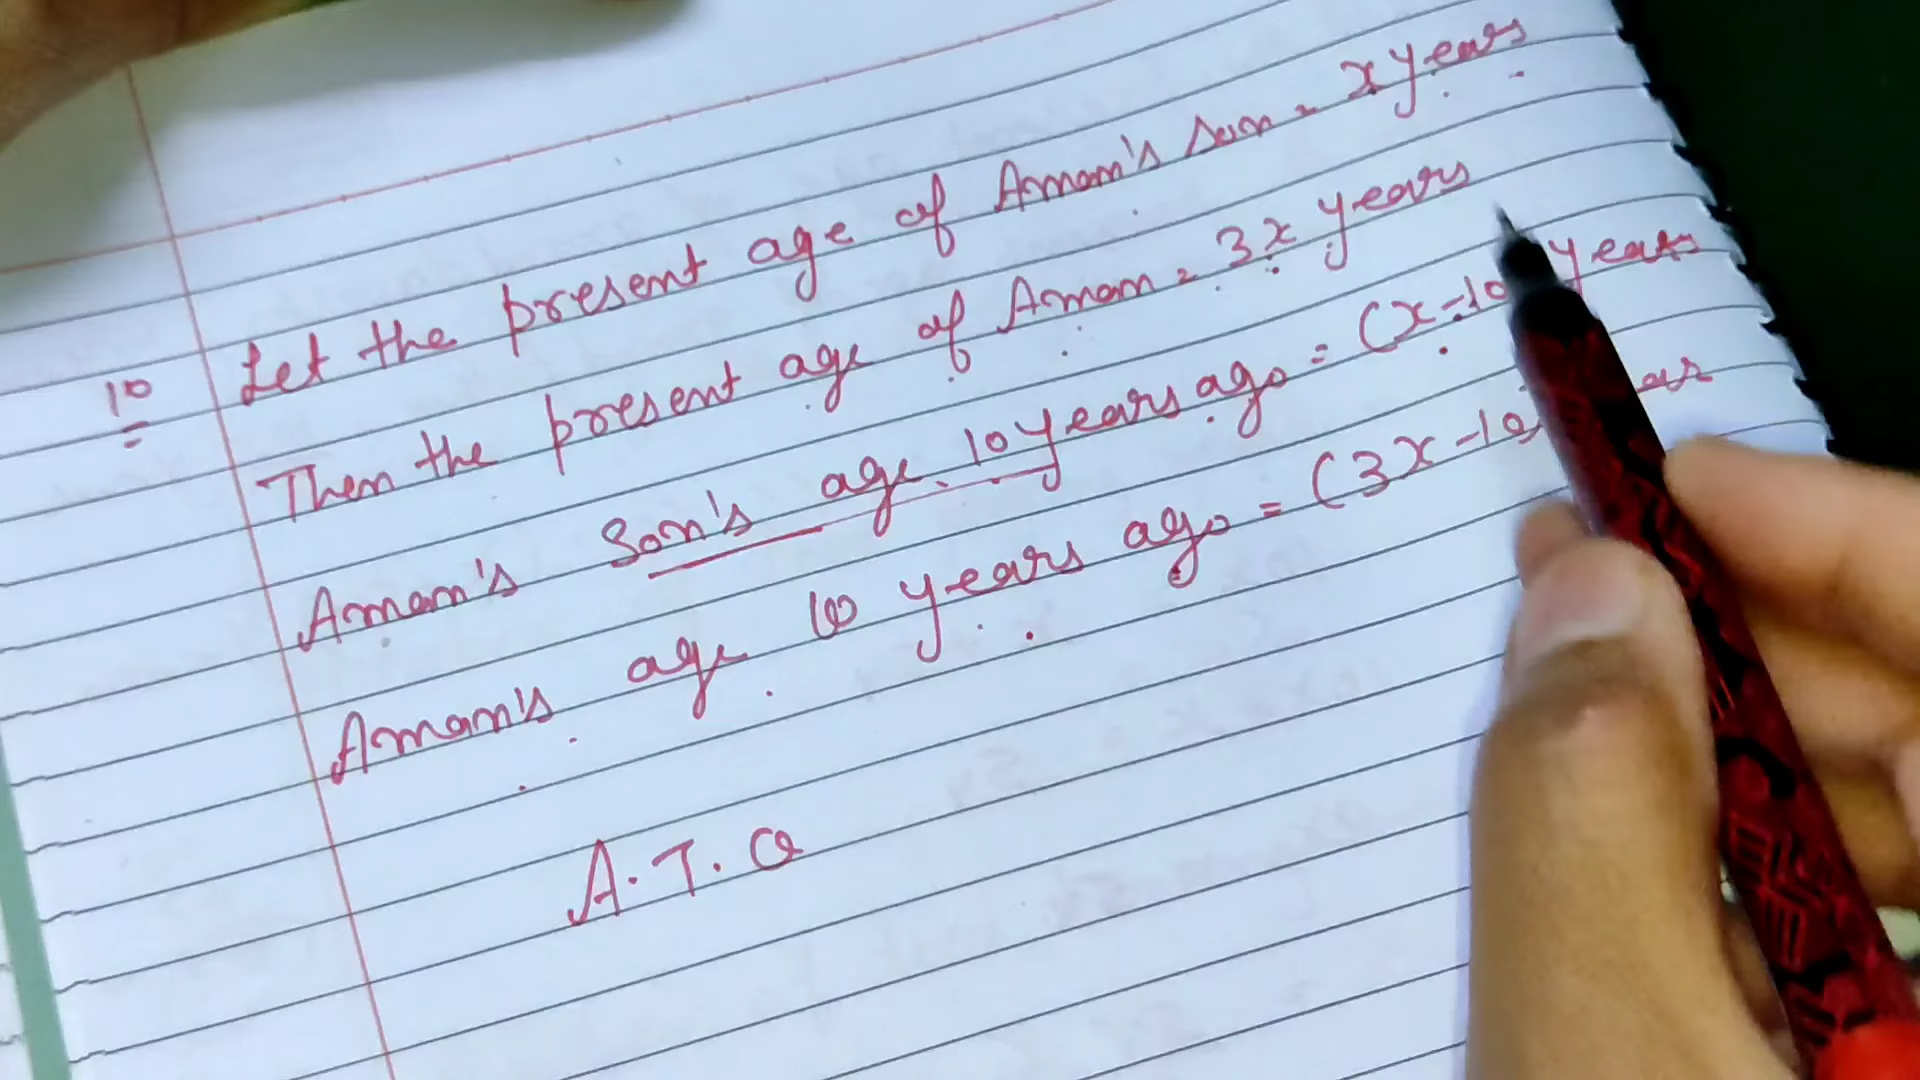 10 Let the present age of Aman's son = x years
Then the present age of Aman = 3x years
Aman's Son's age 10 years ago = (x-10 years
Aman's age 10 years ago = (3x-10)
A.T.Q